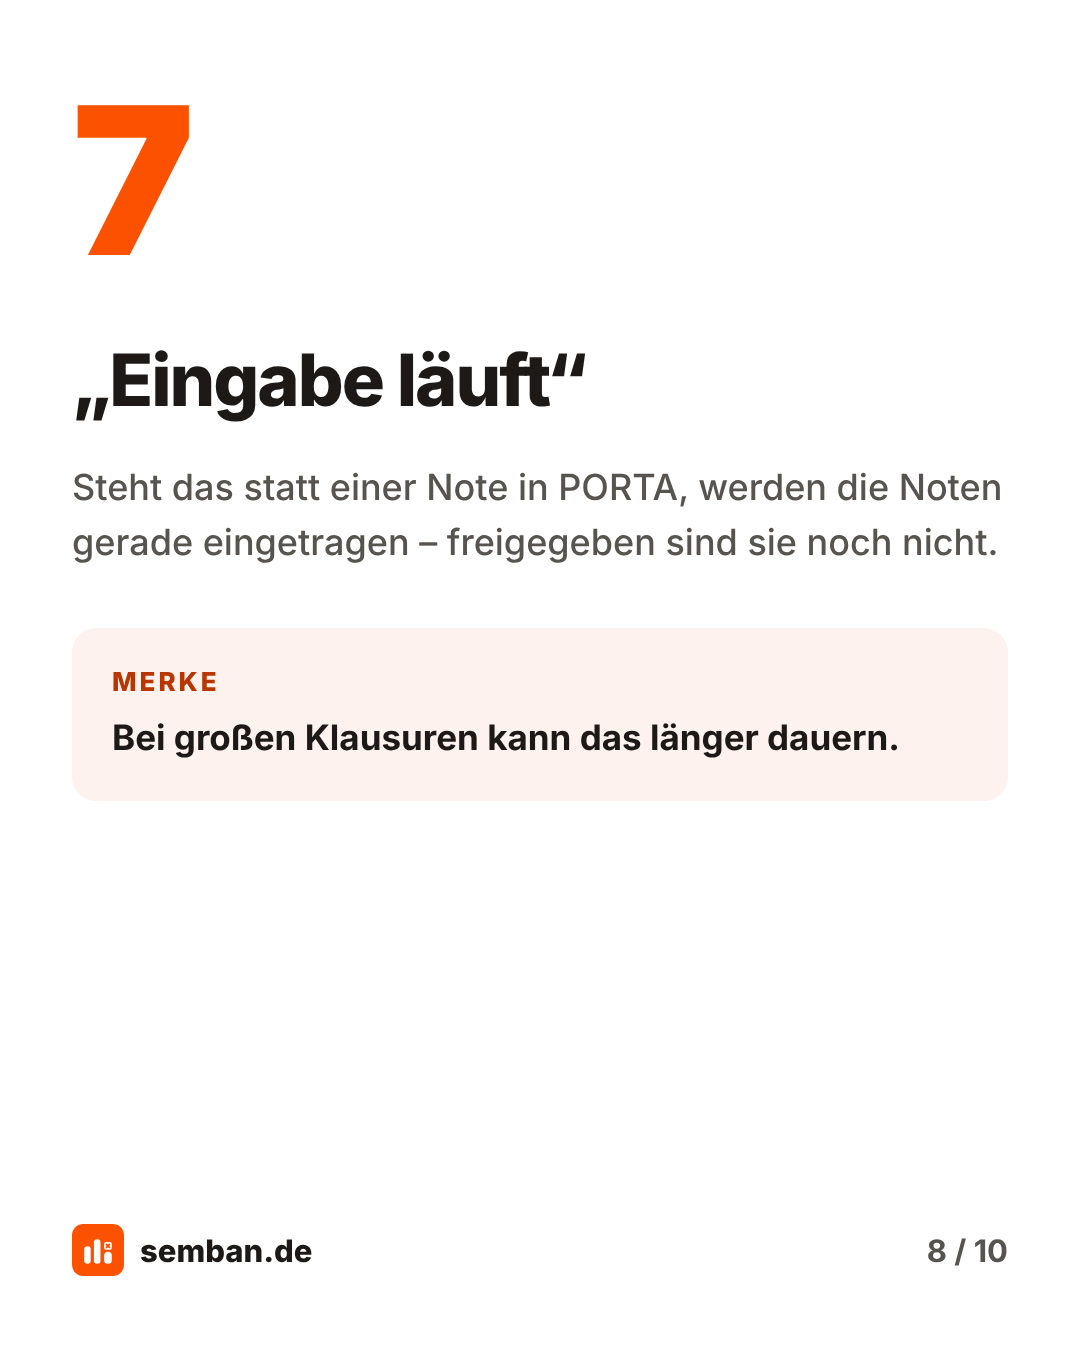 7
„Eingabe läuft“
Steht das statt einer Note in PORTA, werden die Noten
gerade eingetragen – freigegeben sind sie noch nicht.
MERKE
Bei großen Klausuren kann das länger dauern.
semban.de
8 / 10